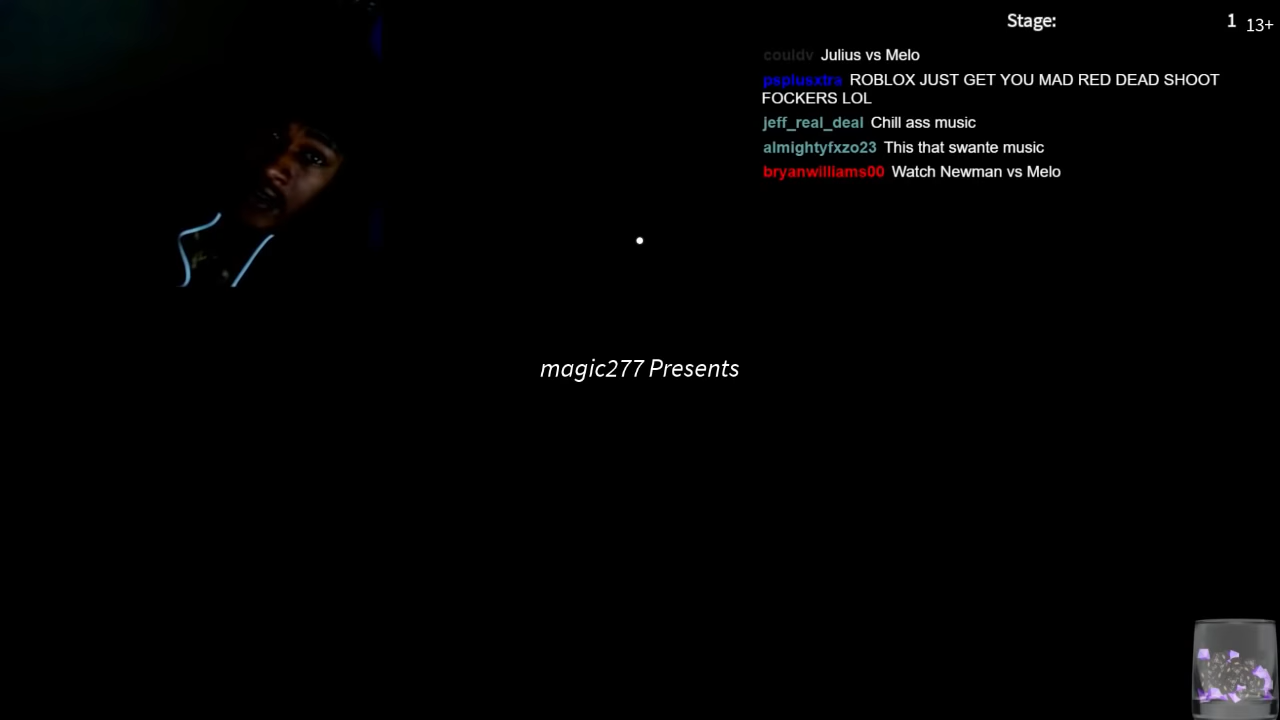 Stage: 1 13+
couldv Julius vs Melo
psplusxtra ROBLOX JUST GET YOU MAD RED DEAD SHOOT
FOCKERS LOL
jeff_real_deal Chill ass music
almightyfxzo23 This that swante music
bryanwilliams00 Watch Newman vs Melo
magic277 Presents